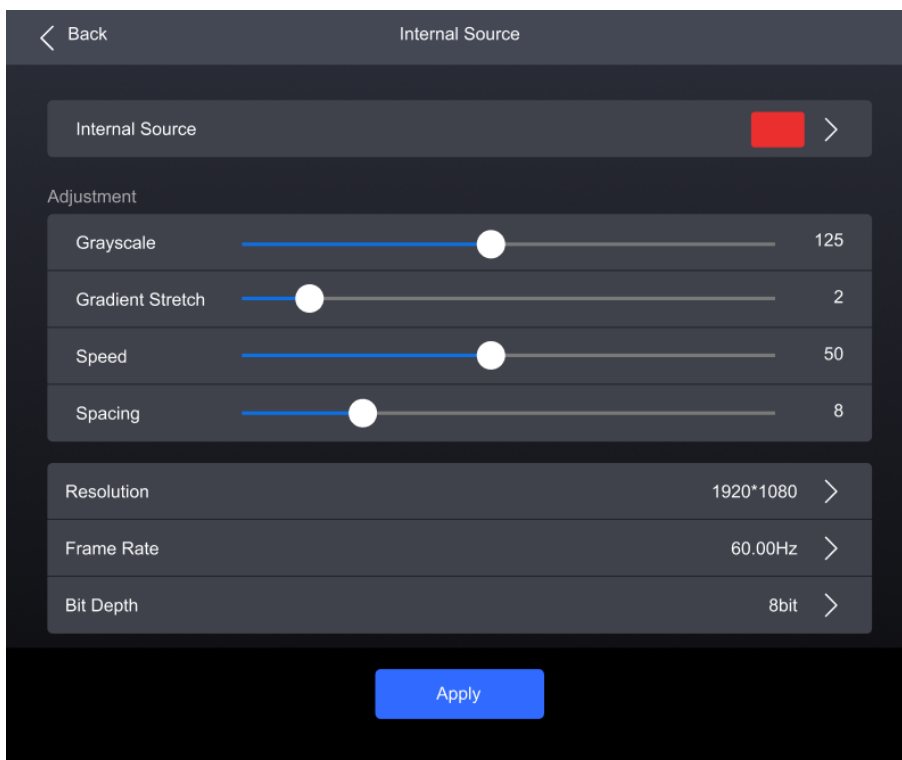 Back Internal Source
Internal Source
Adjustment
Grayscale 125
Gradient Stretch 2
Speed 50
Spacing 8
Resolution 1920*1080
Frame Rate 60.00Hz
Bit Depth 8bit
Apply